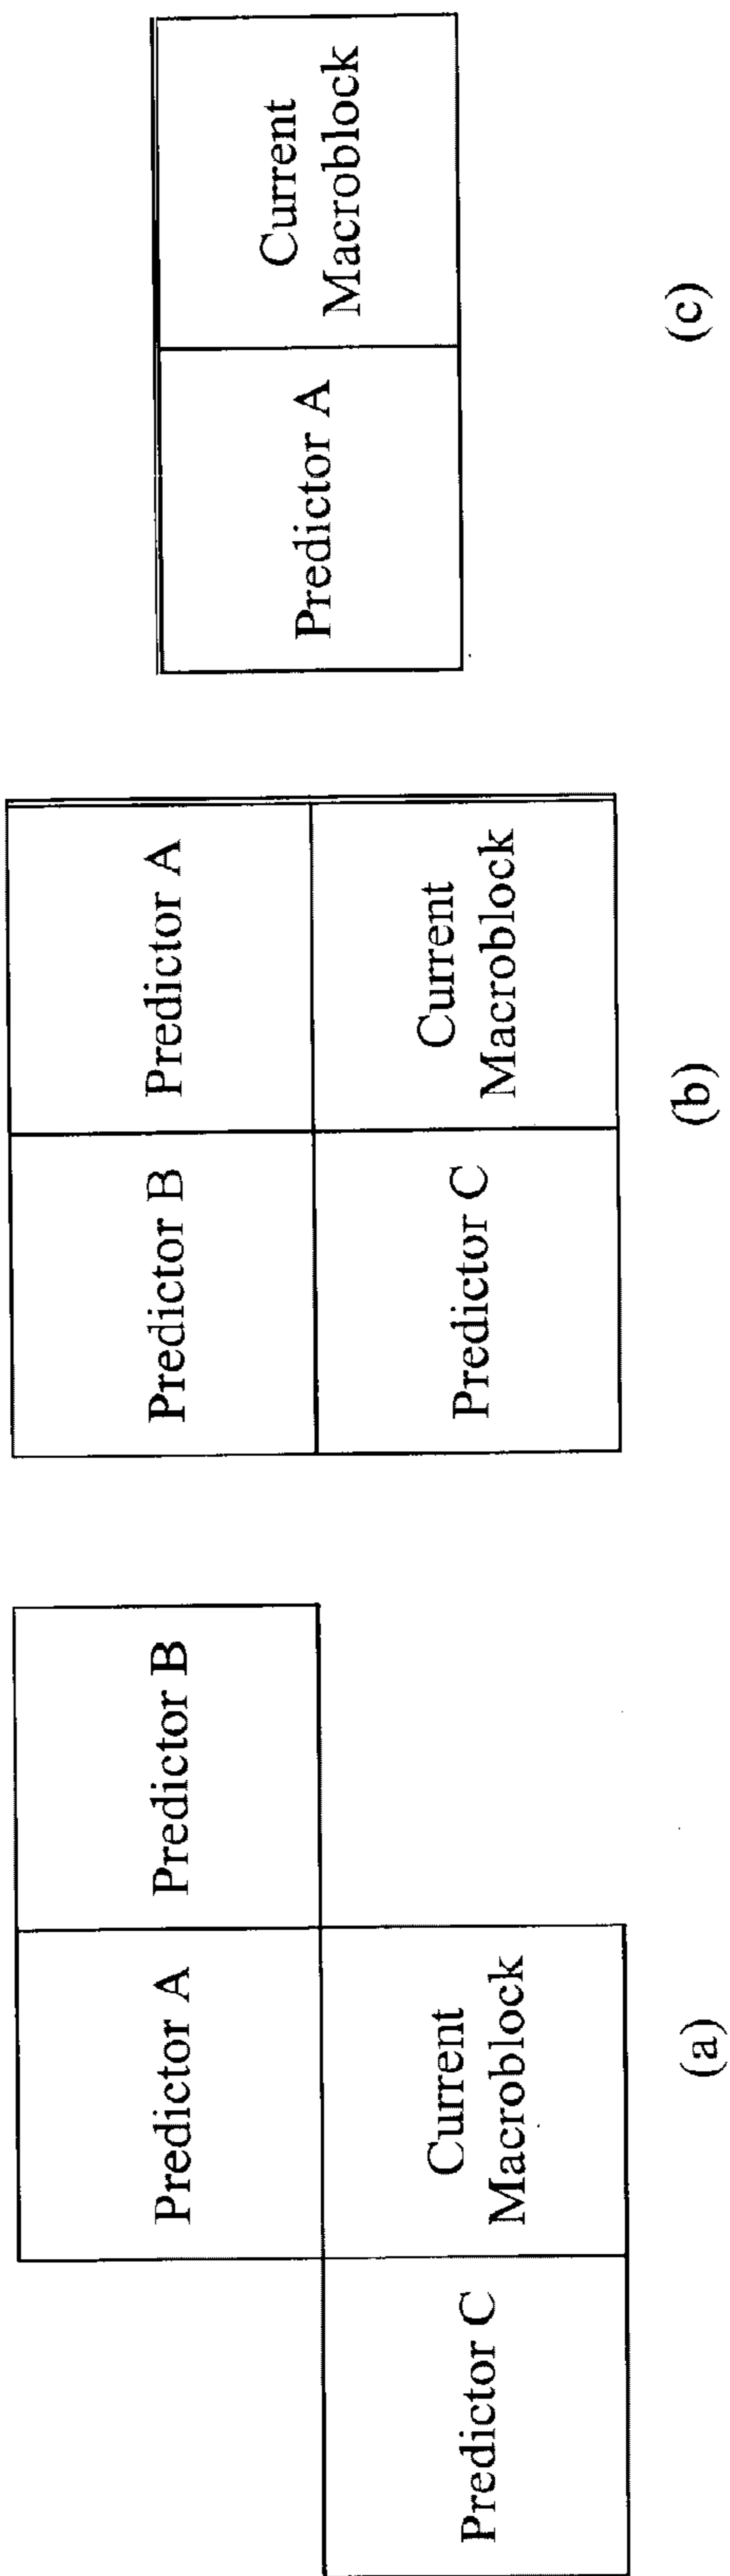 Predictor A
Predictor B
Predictor C
Current
Macroblock
(a)
Predictor B
Predictor A
Predictor C
Current
Macroblock
(b)
Predictor A
Current
Macroblock
(c)